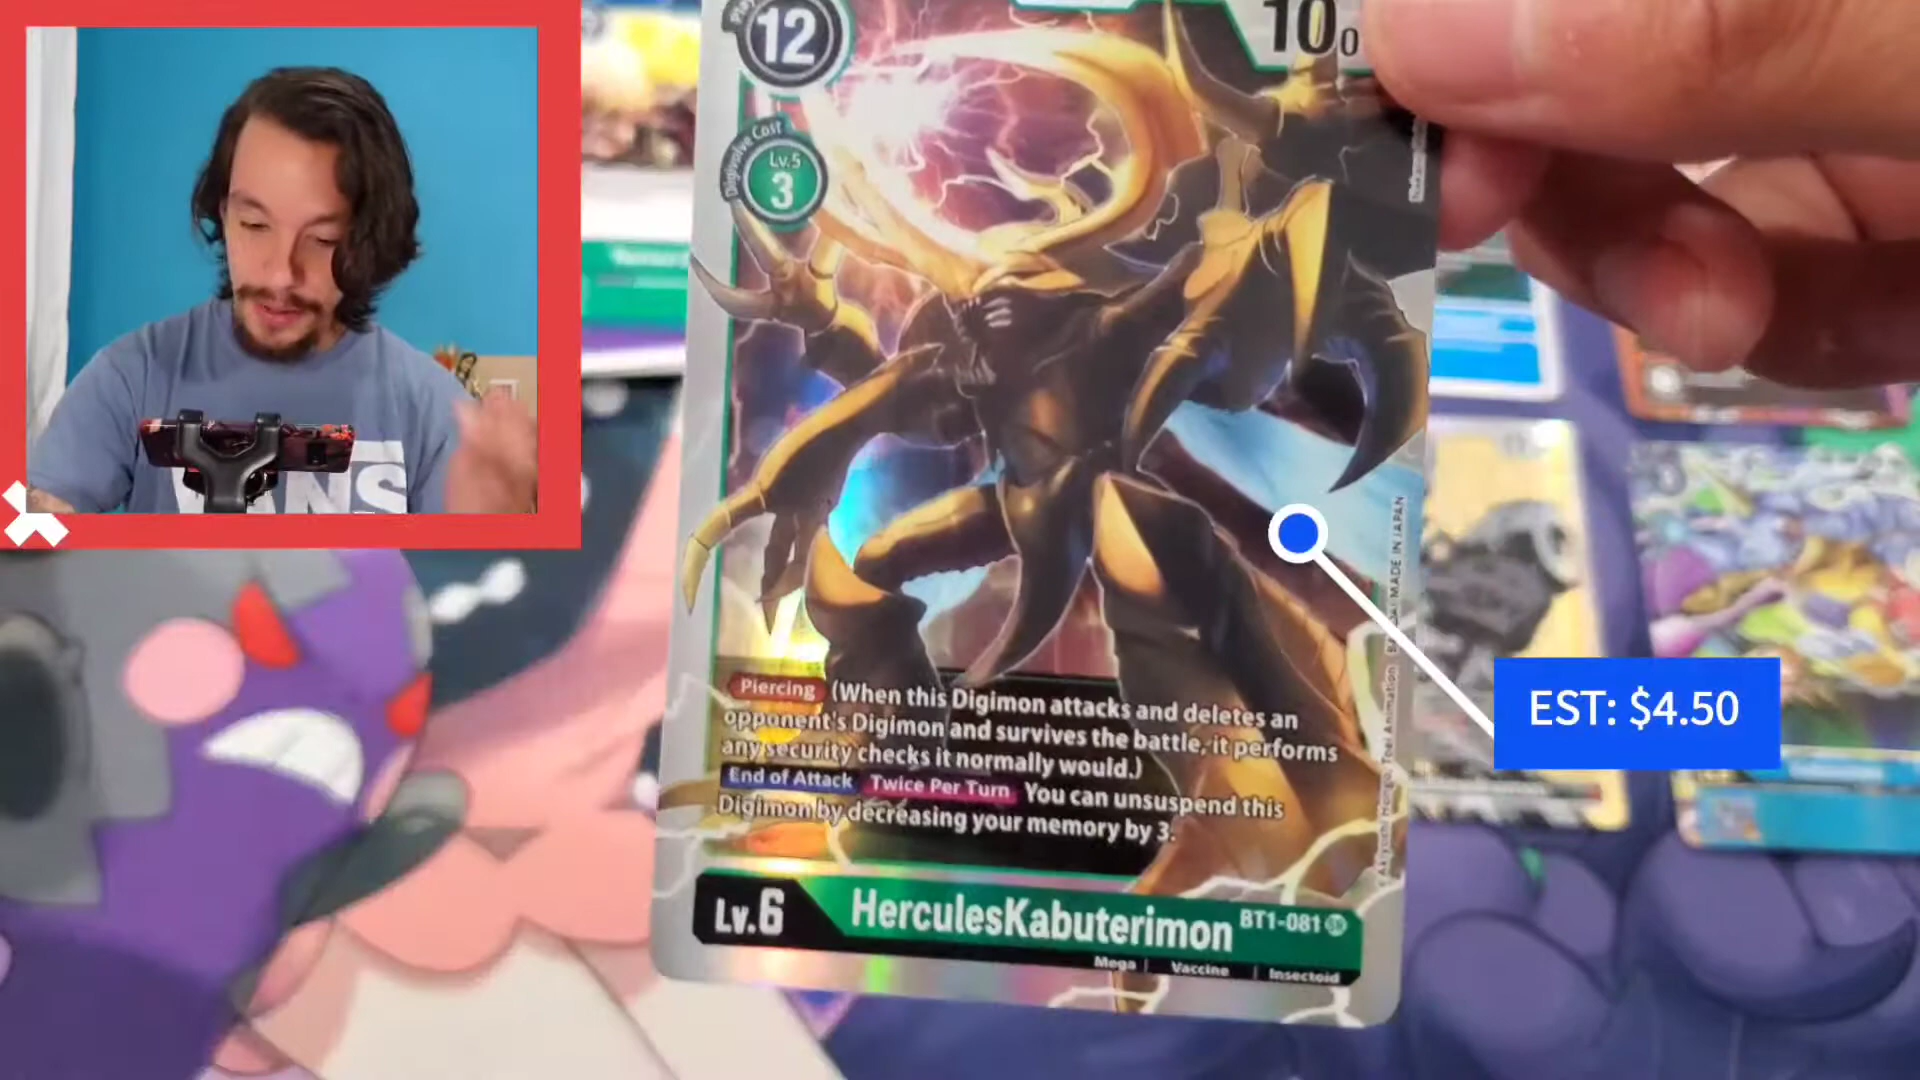 12
10
0
Digivolve Cost
Lv.5
3
VANS
MADE IN JAPAN
EST: $4.50
Piercing (When this Digimon attacks and deletes an
opponent's Digimon and survives the battle, it performs
any security checks it normally would.)
End of Attack Twice Per Turn You can unsuspend this
Digimon by decreasing your memory by 3.
Lv.6 HerculesKabuterimon BT1-081 SR
Mega | Vaccine | Insectoid